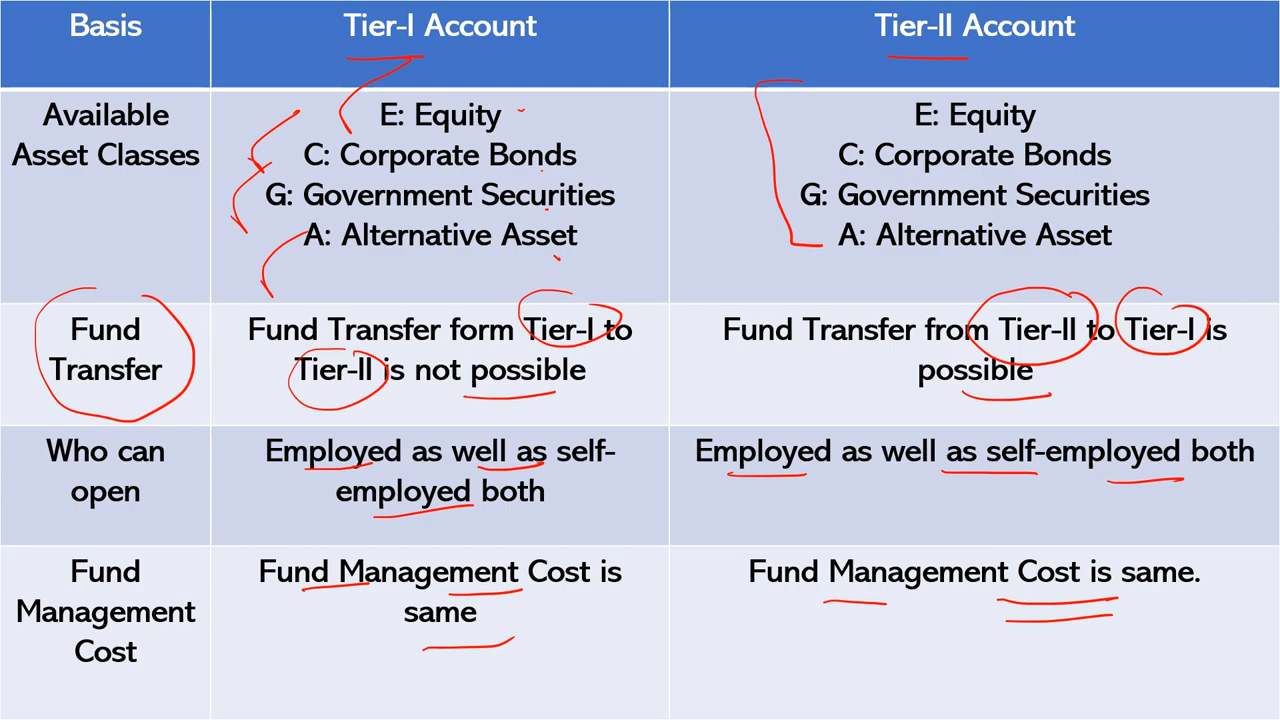 Basis
Tier-I Account
Tier-II Account
Available
Asset Classes
E: Equity
C: Corporate Bonds
G: Government Securities
A: Alternative Asset
E: Equity
C: Corporate Bonds
G: Government Securities
A: Alternative Asset
Fund
Transfer
Fund Transfer form Tier-I to
Tier-II is not possible
Fund Transfer from Tier-II to Tier-I is
possible
Who can
open
Employed as well as self-
employed both
Employed as well as self-employed both
Fund
Management
Cost
Fund Management Cost is
same
Fund Management Cost is same.